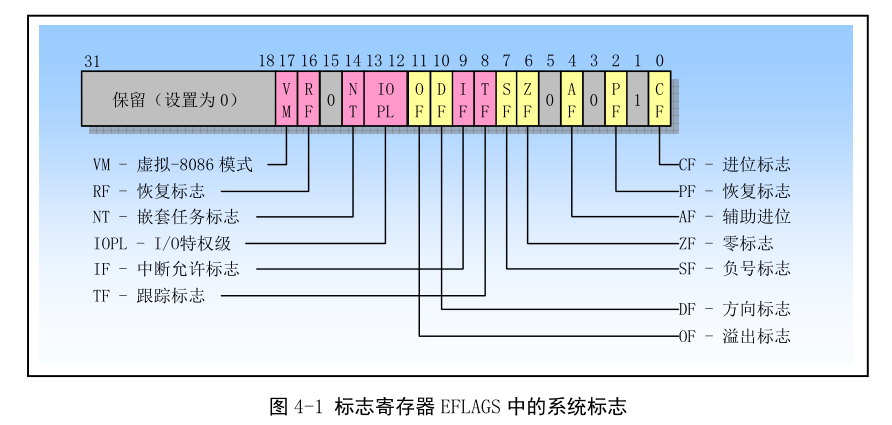 31 18 17 16 15 14 13 12 11 10 9 8 7 6 5 4 3 2 1 0
保留（设置为 0） VM RF 0 NT IOPL OF DF IF TF SF ZF 0 AF 0 PF 1 CF
VM - 虚拟-8086 模式
RF - 恢复标志
NT - 嵌套任务标志
IOPL - I/O特权级
IF - 中断允许标志
TF - 跟踪标志
CF - 进位标志
PF - 恢复标志
AF - 辅助进位
ZF - 零标志
SF - 负号标志
DF - 方向标志
OF - 溢出标志
图 4-1 标志寄存器 EFLAGS 中的系统标志